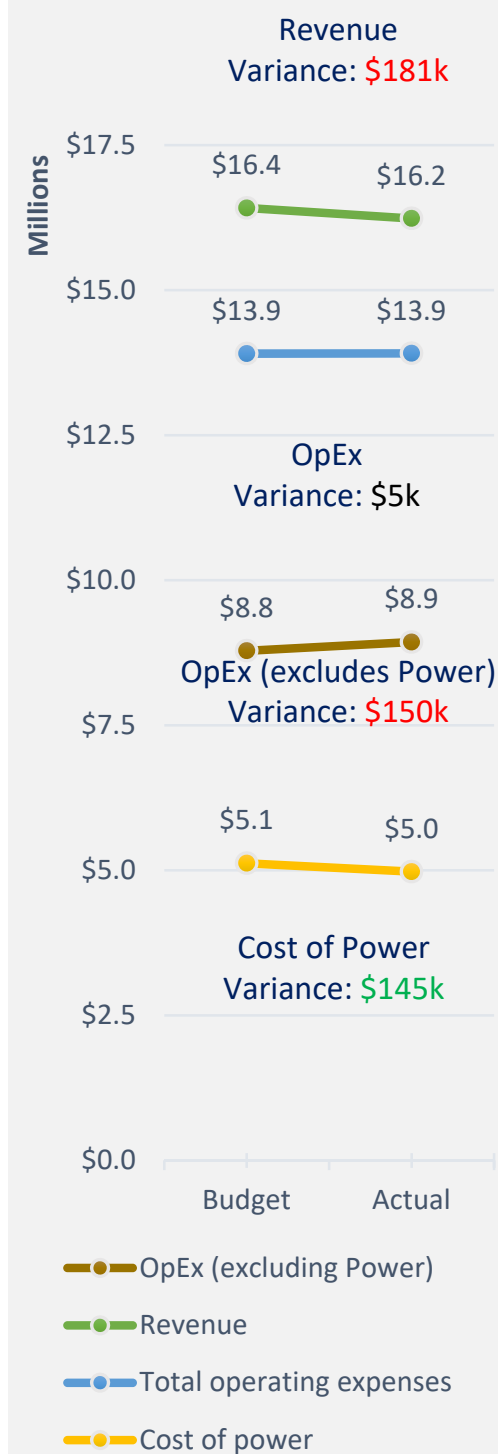 Revenue
Variance: $181k
Millions
$17.5
$16.4
$16.2
$15.0
$13.9
$13.9
$12.5
OpEx
Variance: $5k
$10.0
$8.8
$8.9
OpEx (excludes Power)
Variance: $150k
$7.5
$5.1
$5.0
$5.0
Cost of Power
Variance: $145k
$2.5
$0.0
Budget
Actual
OpEx (excluding Power)
Revenue
Total operating expenses
Cost of power